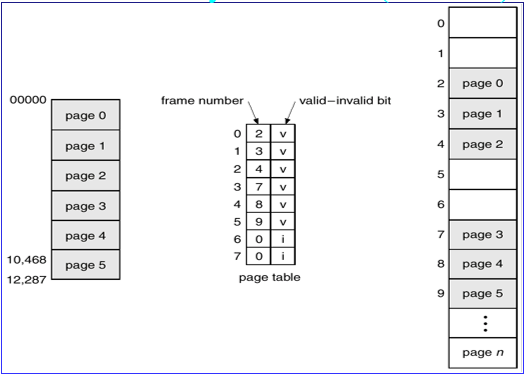 00000
page 0
page 1
page 2
page 3
page 4
10,468
page 5
12,287
frame number
valid–invalid bit
0 2 v
1 3 v
2 4 v
3 7 v
4 8 v
5 9 v
6 0 i
7 0 i
page table
0
1
2 page 0
3 page 1
4 page 2
5
6
7 page 3
8 page 4
9 page 5
page n